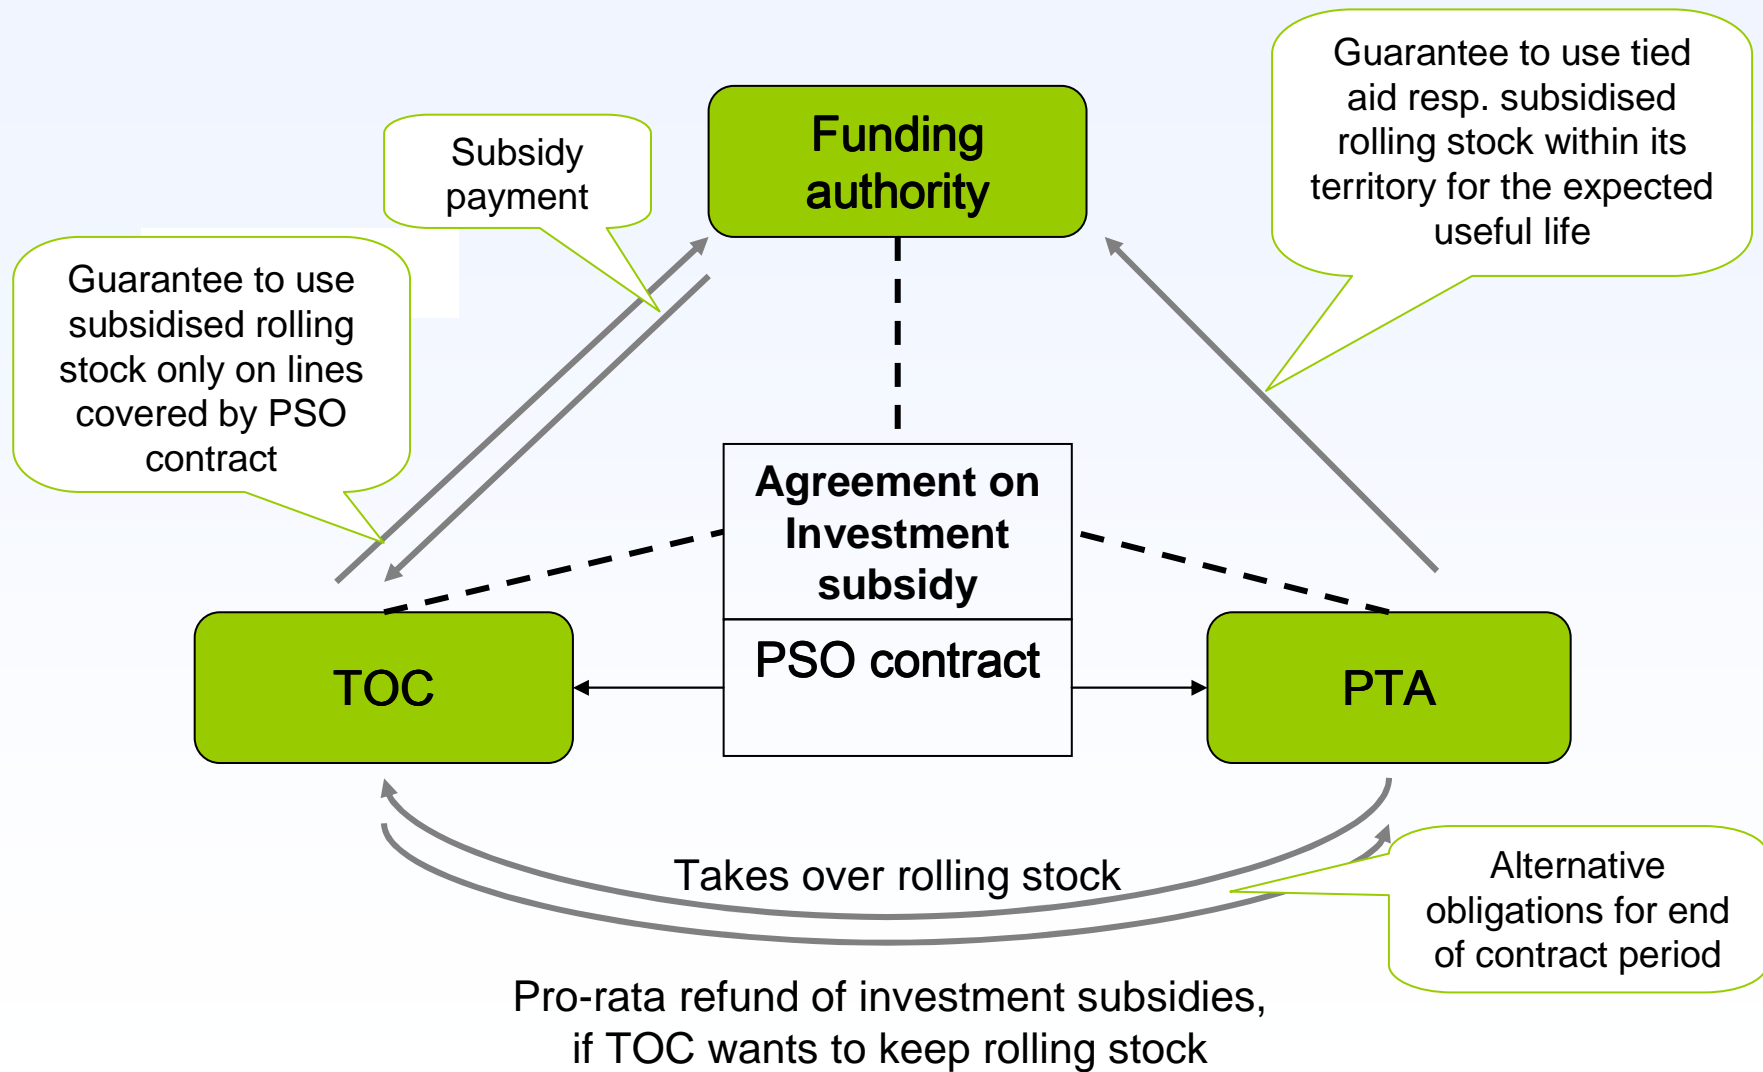 Guarantee to use tied
aid resp. subsidised
rolling stock within its
territory for the expected
useful life
Funding
authority
Subsidy
payment
Guarantee to use
subsidised rolling
stock only on lines
covered by PSO
contract
Agreement on
Investment
subsidy
PSO contract
TOC
PTA
Takes over rolling stock
Alternative
obligations for end
of contract period
Pro-rata refund of investment subsidies,
if TOC wants to keep rolling stock